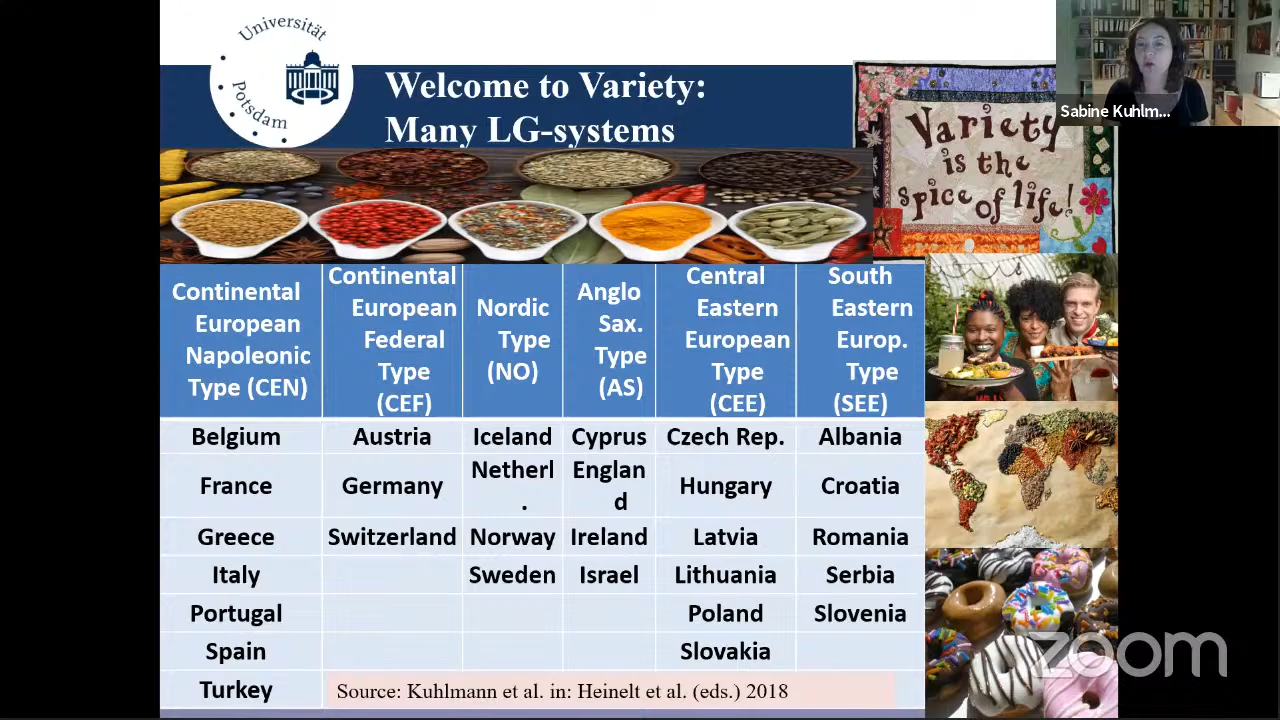 Universität
Potsdam
Welcome to Variety:
Many LG-systems
Variety
is the
spice of life!
Sabine Kuhlm...
Continental
European
Napoleonic
Type (CEN)
Continental
European
Federal
Type
(CEF)
Nordic
Type
(NO)
Anglo
Sax.
Type
(AS)
Central
Eastern
European
Type
(CEE)
South
Eastern
Europ.
Type
(SEE)
Belgium Austria Iceland Cyprus Czech Rep. Albania
France Germany Netherl
. Englan
d Hungary Croatia
Greece Switzerland Norway Ireland Latvia Romania
Italy Sweden Israel Lithuania Serbia
Portugal Poland Slovenia
Spain Slovakia
Turkey
Source: Kuhlmann et al. in: Heinelt et al. (eds.) 2018
zoom